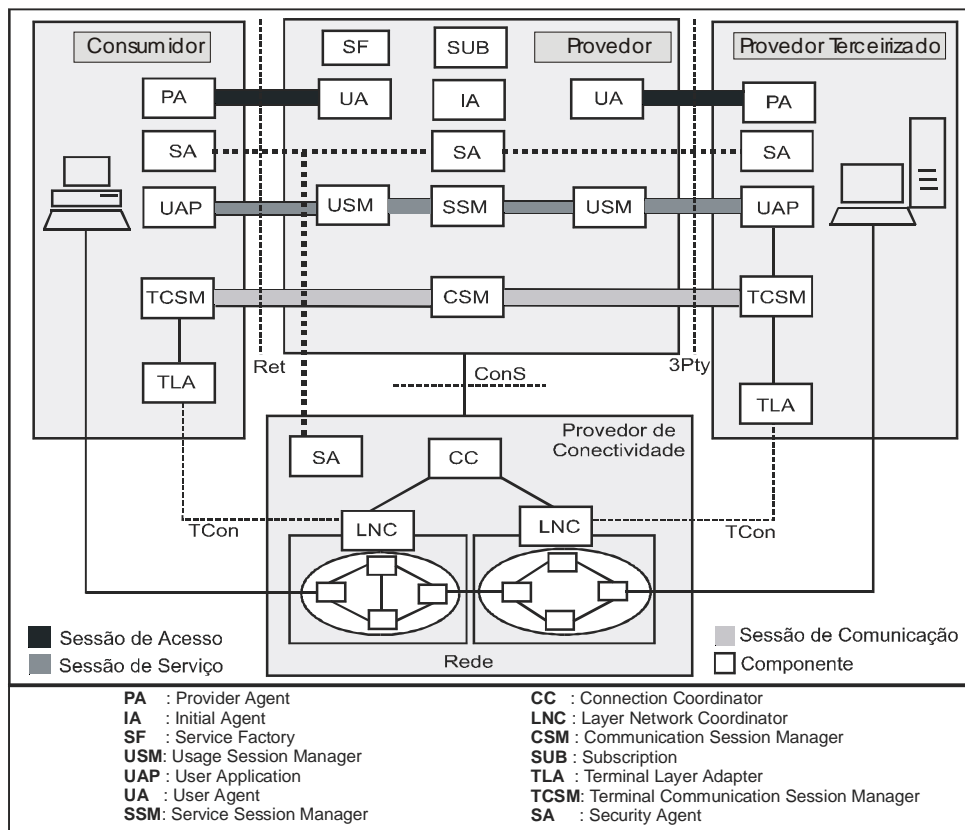 Consumidor
SF
SUB
Provedor
Provedor Terceirizado
PA
UA
IA
UA
PA
SA
SA
SA
UAP
USM
SSM
USM
UAP
TCSM
CSM
TCSM
TLA
Ret
ConS
3Pty
TLA
Provedor de
Conectividade
SA
CC
TCon
LNC
LNC
TCon
Rede
Sessão de Acesso
Sessão de Serviço
Sessão de Comunicação
Componente
PA : Provider Agent
IA : Initial Agent
SF : Service Factory
USM: Usage Session Manager
UAP : User Application
UA : User Agent
SSM: Service Session Manager
CC : Connection Coordinator
LNC : Layer Network Coordinator
CSM : Communication Session Manager
SUB : Subscription
TLA : Terminal Layer Adapter
TCSM: Terminal Communication Session Manager
SA : Security Agent